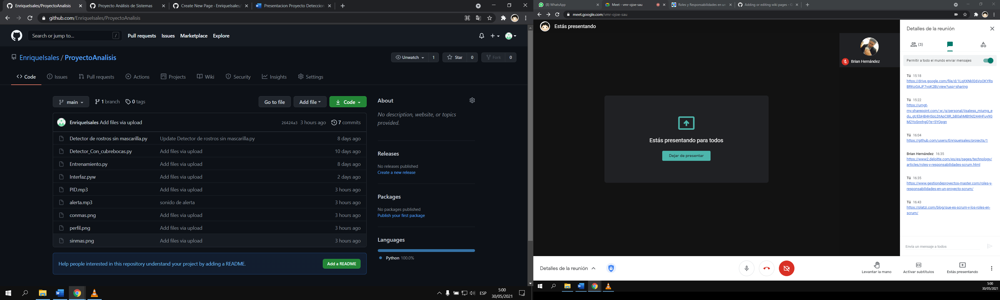 EnriqueIsales/ProyectoAnalisis
Proyecto Análisis de Sistemas
Create New Page · EnriqueIsales/
Presentacion Proyecto Deteccion
github.com/EnriqueIsales/ProyectoAnalisis
Search or jump to...
/
Pull requests Issues Marketplace Explore
EnriqueIsales / ProyectoAnalisis
Unwatch 1 Star 0 Fork 0
Code Issues Pull requests Actions Projects Wiki Security Insights Settings
main 1 branch 0 tags Go to file Add file Code
EnriqueIsales Add files via upload 26424a3 3 hours ago 7 commits
Detector de rostros sin mascarilla.py Update Detector de rostros sin mascarilla.py 8 days ago
Detector_Con_cubrebocas.py Add files via upload 10 days ago
Entrenamiento.py Add files via upload 8 days ago
Interfaz.pyw Add files via upload 2 days ago
PID.mp3 Add files via upload 3 hours ago
alerta.mp3 sonido de alerta 3 hours ago
conmas.png Add files via upload 3 hours ago
perfil.png Add files via upload 3 hours ago
sinmas.png Add files via upload 3 hours ago
Help people interested in this repository understand your project by adding a README. Add a README
About
No description, website, or topics
provided.
Releases
No releases published
Create a new release
Packages
No packages published
Publish your first package
Languages
Python 100.0%
ESP
5:00
30/05/2021
(8) WhatsApp
Meet - vmr-ojoe-sau
Roles y Responsabilidades en un
Adding or editing wiki pages - G
meet.google.com/vmr-ojoe-sau
Estás presentando
Brian Hernández
Estás presentando para todos
Dejar de presentar
Detalles de la reunión
(3)
Permitir a todo el mundo enviar mensajes
Tú 15:18
https://drive.google.com/file/d/1LqjtXNklG6VoOKYRs
BRKoGAJF7voK2Bi/view?usp=sharing
Tú 15:22
https://umgt-
my.sharepoint.com/:w:/g/personal/jisalesq_miumg_e
du_gt/EbHB4HSpLDtApC8R_bB0ahMBt9d244HFuy9G
M2YoSnnhgQ?e=5YQpgn
Tú 16:04
https://github.com/users/EnriqueIsales/projects/1
Brian Hernández 16:35
https://www2.deloitte.com/es/es/pages/technology/
articles/roles-y-responsabilidades-scrum.html
Tú 16:35
https://www.gestiondeproyectos-master.com/roles-y-
responsabilidades-en-un-proyecto-scrum/
Tú 16:43
https://platzi.com/blog/que-es-scrum-y-los-roles-en-
scrum/
Envía un mensaje a todos
Detalles de la reunión
Levantar la mano
Activar subtítulos
Estás presentando
5:00
30/05/2021